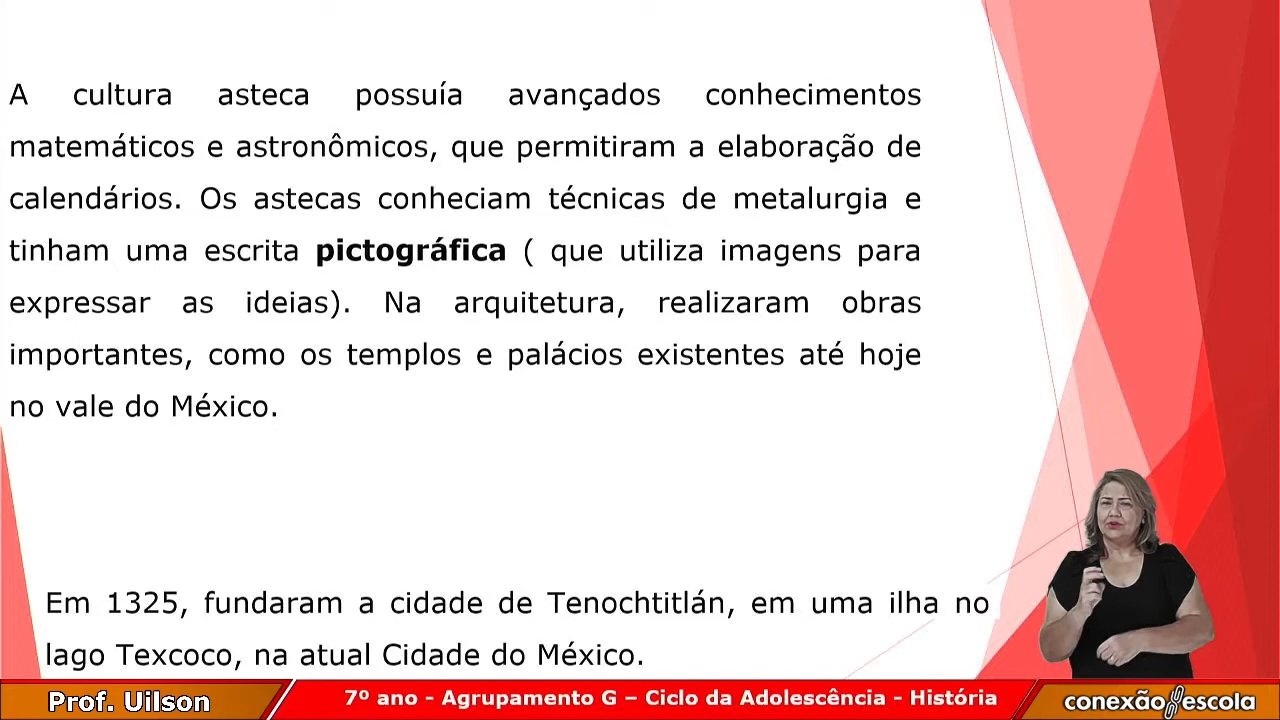 A cultura asteca possuía avançados conhecimentos
matemáticos e astronômicos, que permitiram a elaboração de
calendários. Os astecas conheciam técnicas de metalurgia e
tinham uma escrita pictográfica ( que utiliza imagens para
expressar as ideias). Na arquitetura, realizaram obras
importantes, como os templos e palácios existentes até hoje
no vale do México.
Em 1325, fundaram a cidade de Tenochtitlán, em uma ilha no
lago Texcoco, na atual Cidade do México.
Prof. Uilson
7º ano - Agrupamento G – Ciclo da Adolescência - História
conexão escola